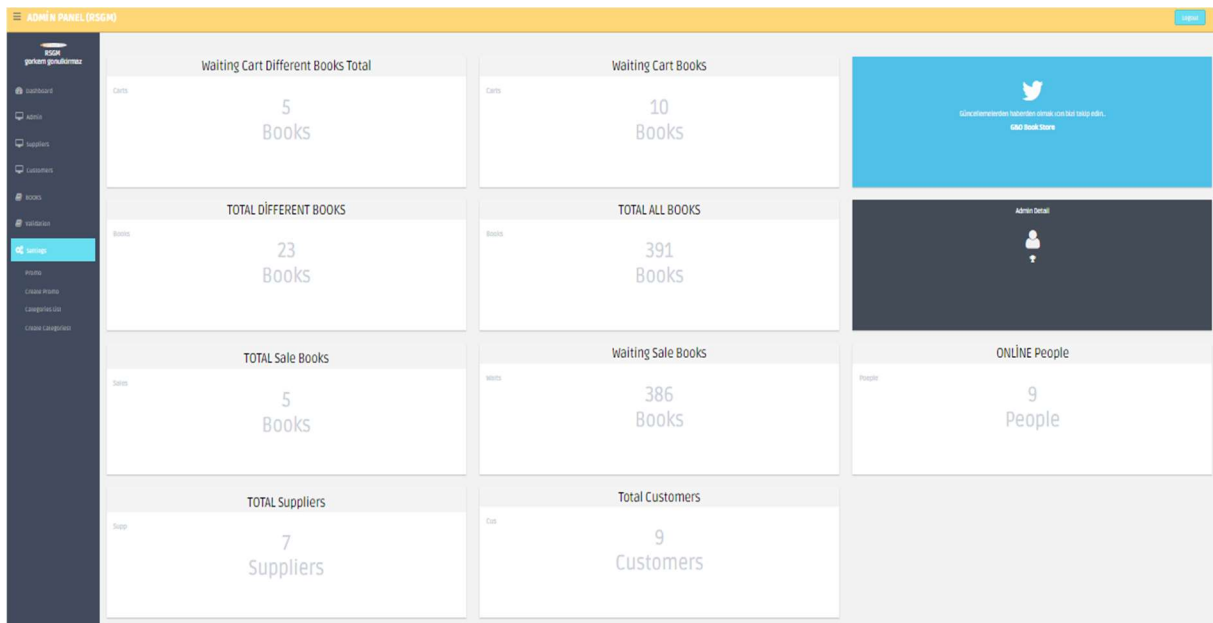 ADMİN PANEL (RSGM)
Logout
RSGM
gorkem gonulkirmaz
Dashboard
Admin
Suppliers
Customers
BOOKS
Validation
Settings
Promo
Create Promo
Categories List
Create Categories
Waiting Cart Different Books Total
Carts
5
Books
Waiting Cart Books
Carts
10
Books
Güncellemelerden haberden olmak için bizi takip edin.
G&O Book Store
TOTAL DİFFERENT BOOKS
Books
23
Books
TOTAL ALL BOOKS
Books
391
Books
Admin Detail
TOTAL Sale Books
Sales
5
Books
Waiting Sale Books
Waits
386
Books
ONLİNE People
People
9
People
TOTAL Suppliers
Supp
7
Suppliers
Total Customers
Cus
9
Customers